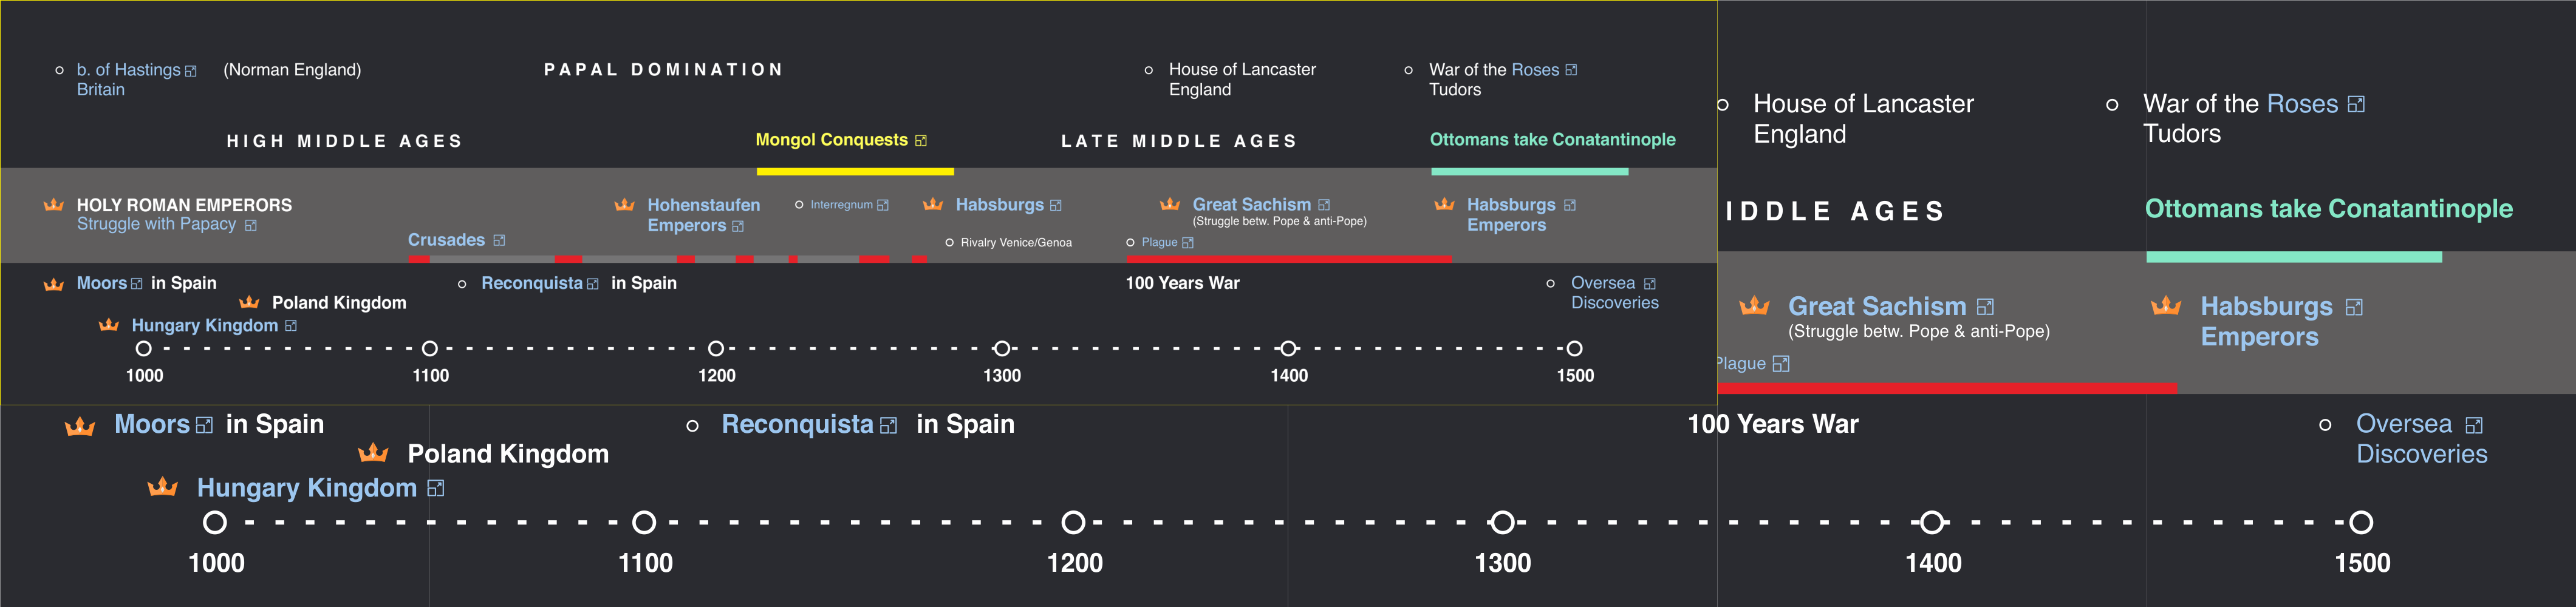 b. of Hastings (Norman England)
Britain
PAPAL DOMINATION
House of Lancaster
England
War of the Roses
Tudors
HIGH MIDDLE AGES
Mongol Conquests
LATE MIDDLE AGES
Ottomans take Conatantinople
HOLY ROMAN EMPERORS
Struggle with Papacy
Crusades
Hohenstaufen
Emperors
Interregnum
Habsburgs
Rivalry Venice/Genoa
Great Sachism
(Struggle betw. Pope & anti-Pope)
Plague
Habsburgs
Emperors
Moors in Spain
Poland Kingdom
Hungary Kingdom
Reconquista in Spain
100 Years War
Oversea
Discoveries
1000 1100 1200 1300 1400 1500
House of Lancaster
England
War of the Roses
Tudors
IDDLE AGES
Ottomans take Conatantinople
Great Sachism
(Struggle betw. Pope & anti-Pope)
Plague
Habsburgs
Emperors
Moors in Spain
Poland Kingdom
Hungary Kingdom
Reconquista in Spain
100 Years War
Oversea
Discoveries
1000 1100 1200 1300 1400 1500